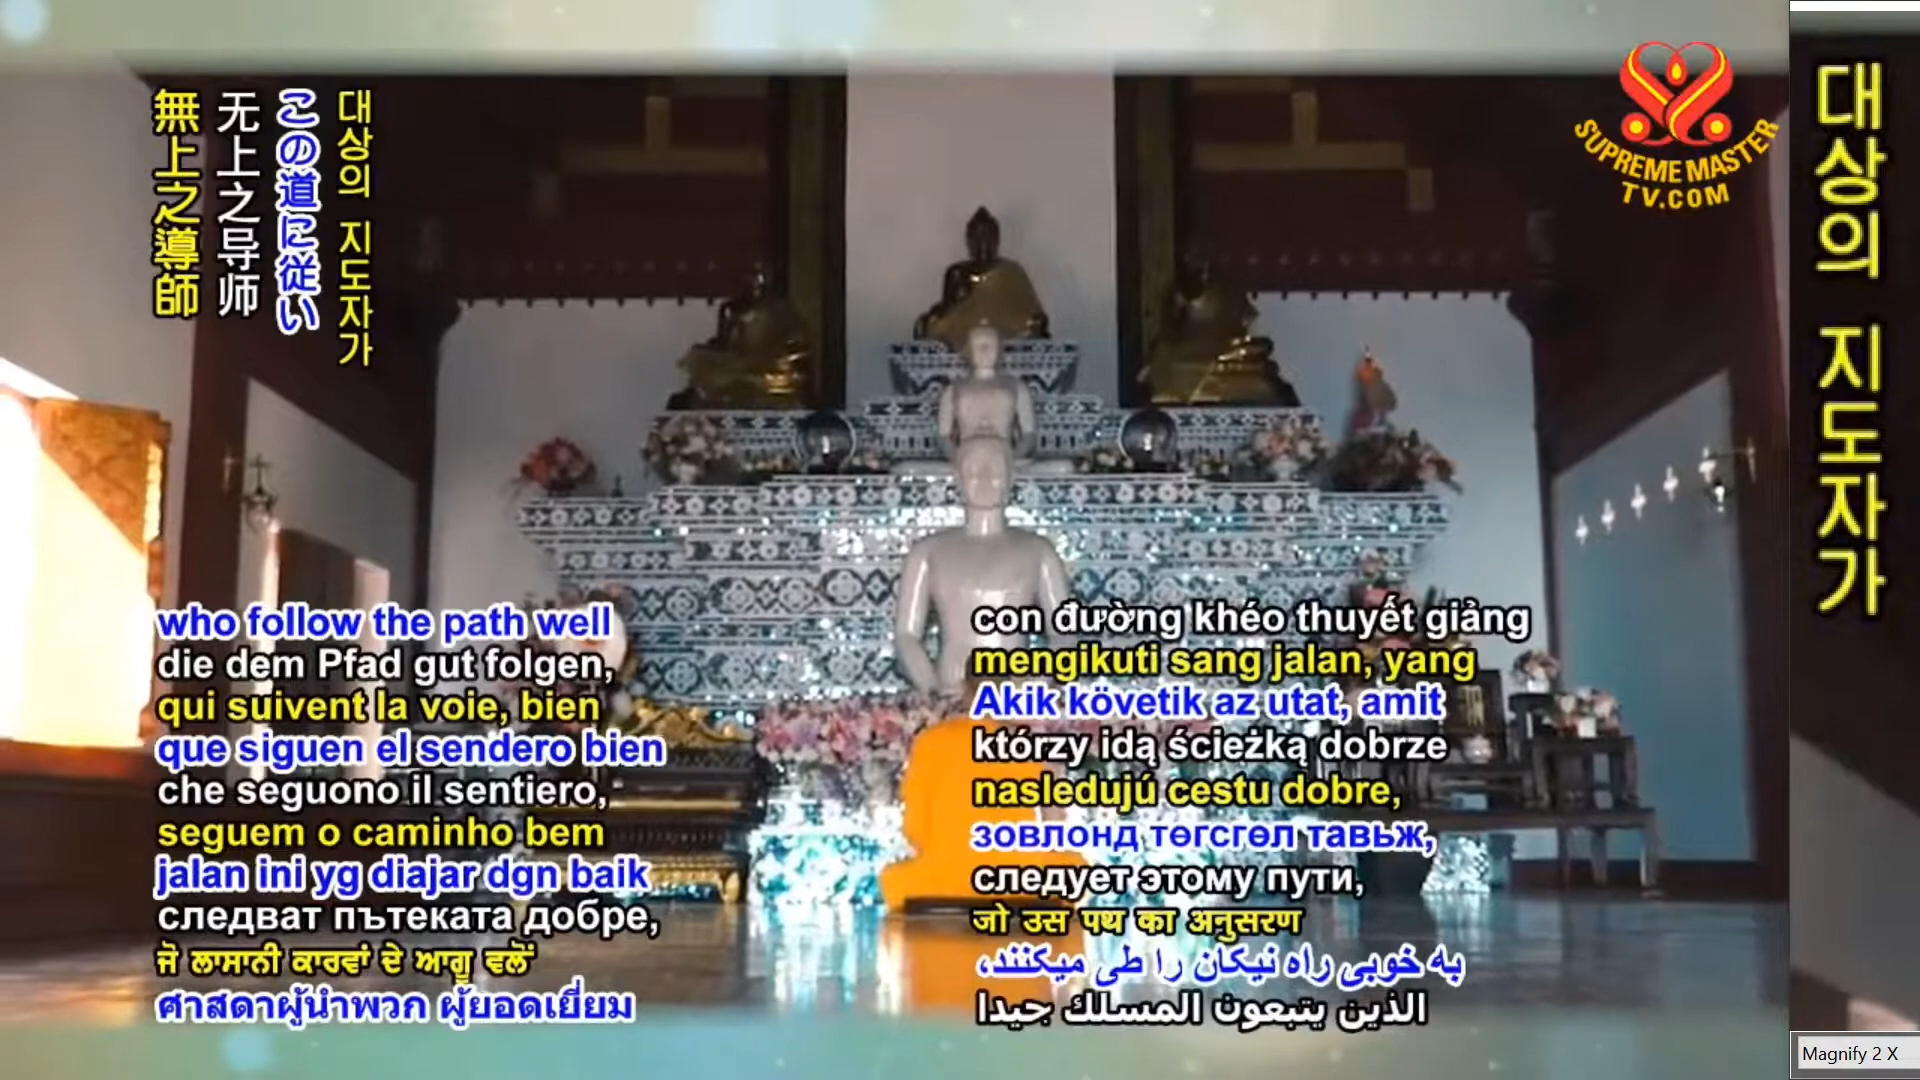 無上之導師
无上之导师
この道に従い
대상의 지도자가
SUPREME MASTER
TV.COM
who follow the path well
die dem Pfad gut folgen,
qui suivent la voie, bien
que siguen el sendero bien
che seguono il sentiero,
seguem o caminho bem
jalan ini yg diajar dgn baik
следват пътеката добре,
ਜੋ ਲਾਸਾਨੀ ਕਾਰਵਾਂ ਦੇ ਆਗੂ ਵਲੋਂ
ศาสดาผู้นำพวก ผู้ยอดเยี่ยม
con đường khéo thuyết giảng
mengikuti sang jalan, yang
Akik követik az utat, amit
którzy idą ścieżką dobrze
nasledujú cestu dobre,
зовлонд төгсгөл тавьж,
следует этому пути,
जो उस पथ का अनुसरण
به خوبی راه نیکان را طی میکنند،
الذين يتبعون المسلك جيدا
대상의 지도자가
Magnify 2 X